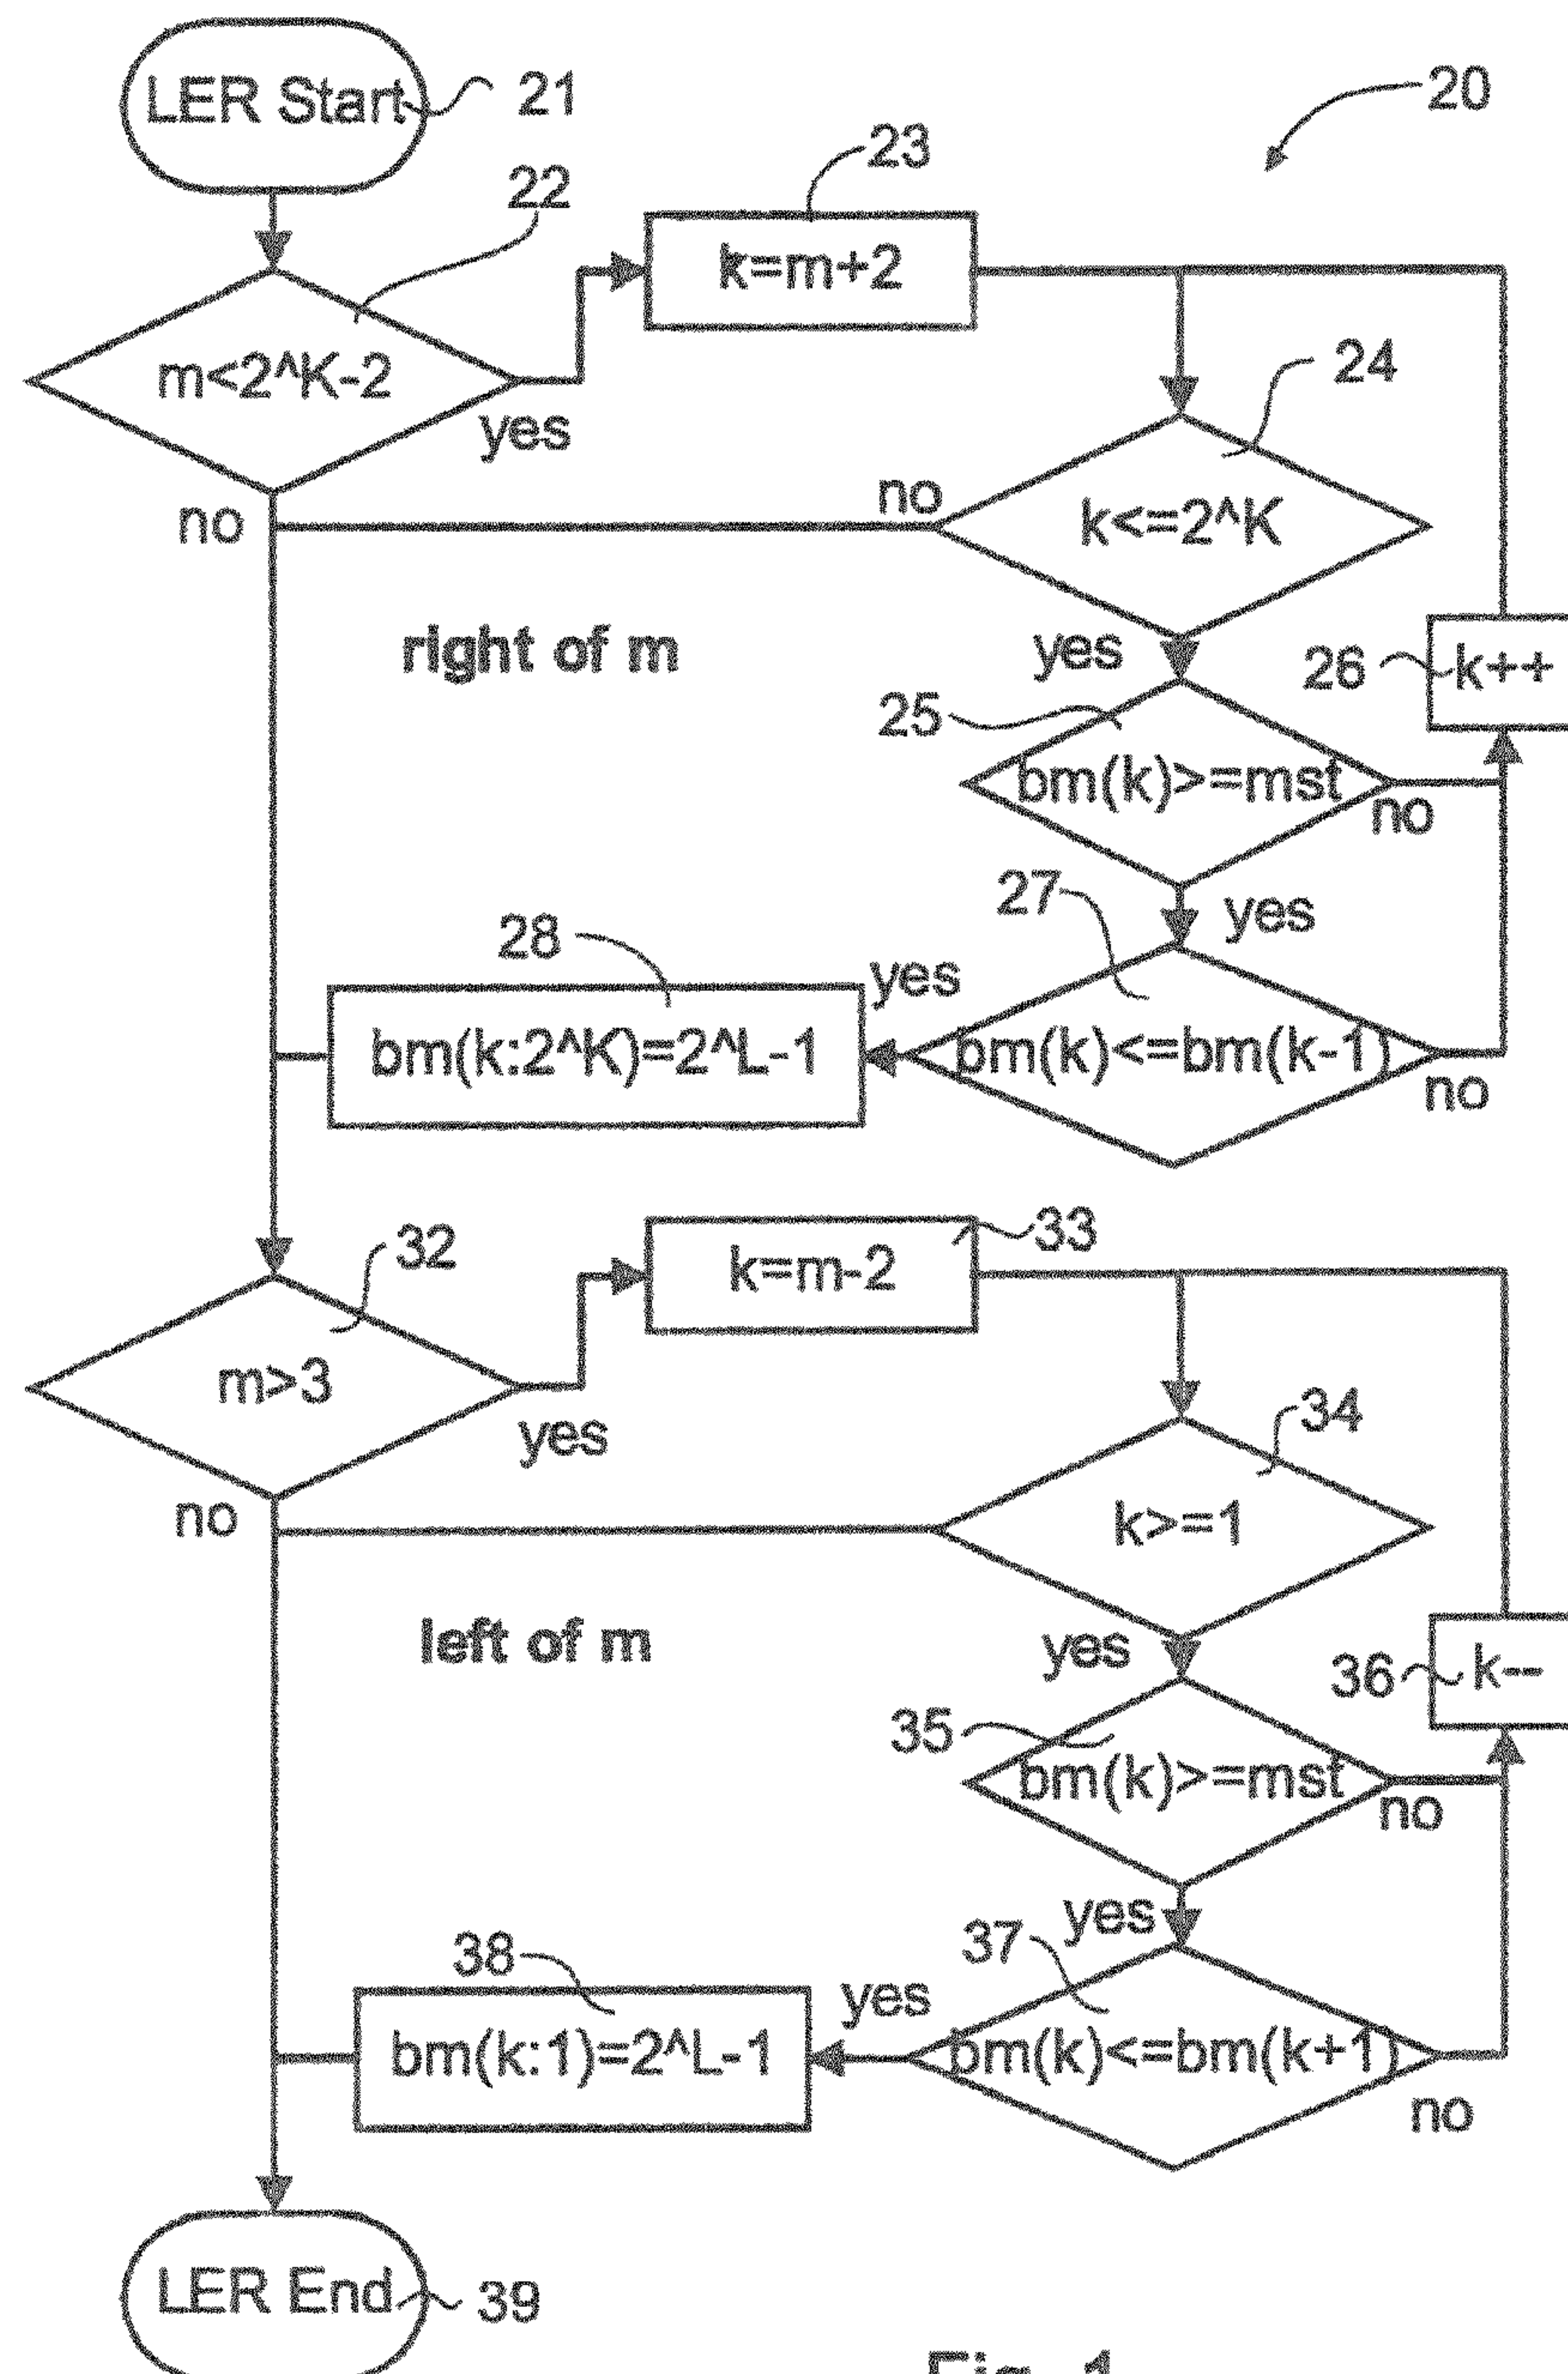 LER Start
21
20
22
23
k=m+2
m<2^K-2
yes
no
24
no
k<=2^K
right of m
yes
26
k++
25
bm(k)>=mst
no
27
yes
28
yes
bm(k:2^K)=2^L-1
bm(k)<=bm(k-1)
no
32
33
k=m-2
m>3
yes
no
34
k>=1
left of m
yes
36
k--
35
bm(k)>=mst
no
yes
37
38
yes
bm(k:1)=2^L-1
bm(k)<=bm(k+1)
no
LER End
39
Fig. 1